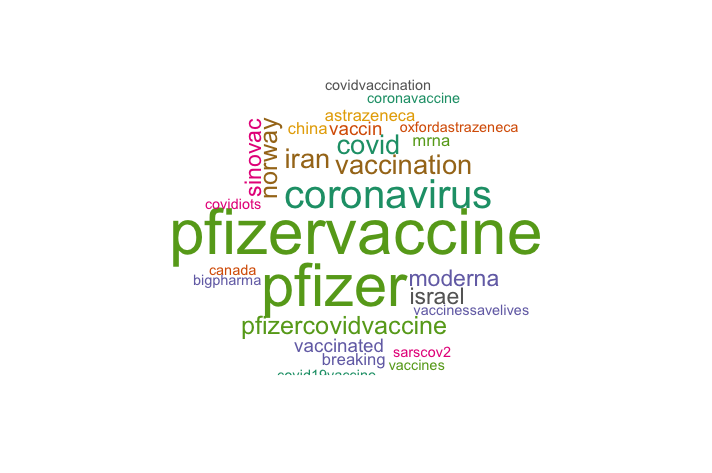 covidvaccination
coronavaccine
astrazeneca
china
vaccin
oxfordastrazeneca
sinovac
norway
covid
mrna
iran
vaccination
coronavirus
covidiots
pfizervaccine
canada
bigpharma
pfizer
moderna
israel
vaccinessavelives
pfizercovidvaccine
vaccinated
sarscov2
breaking
vaccines
covid19vaccine